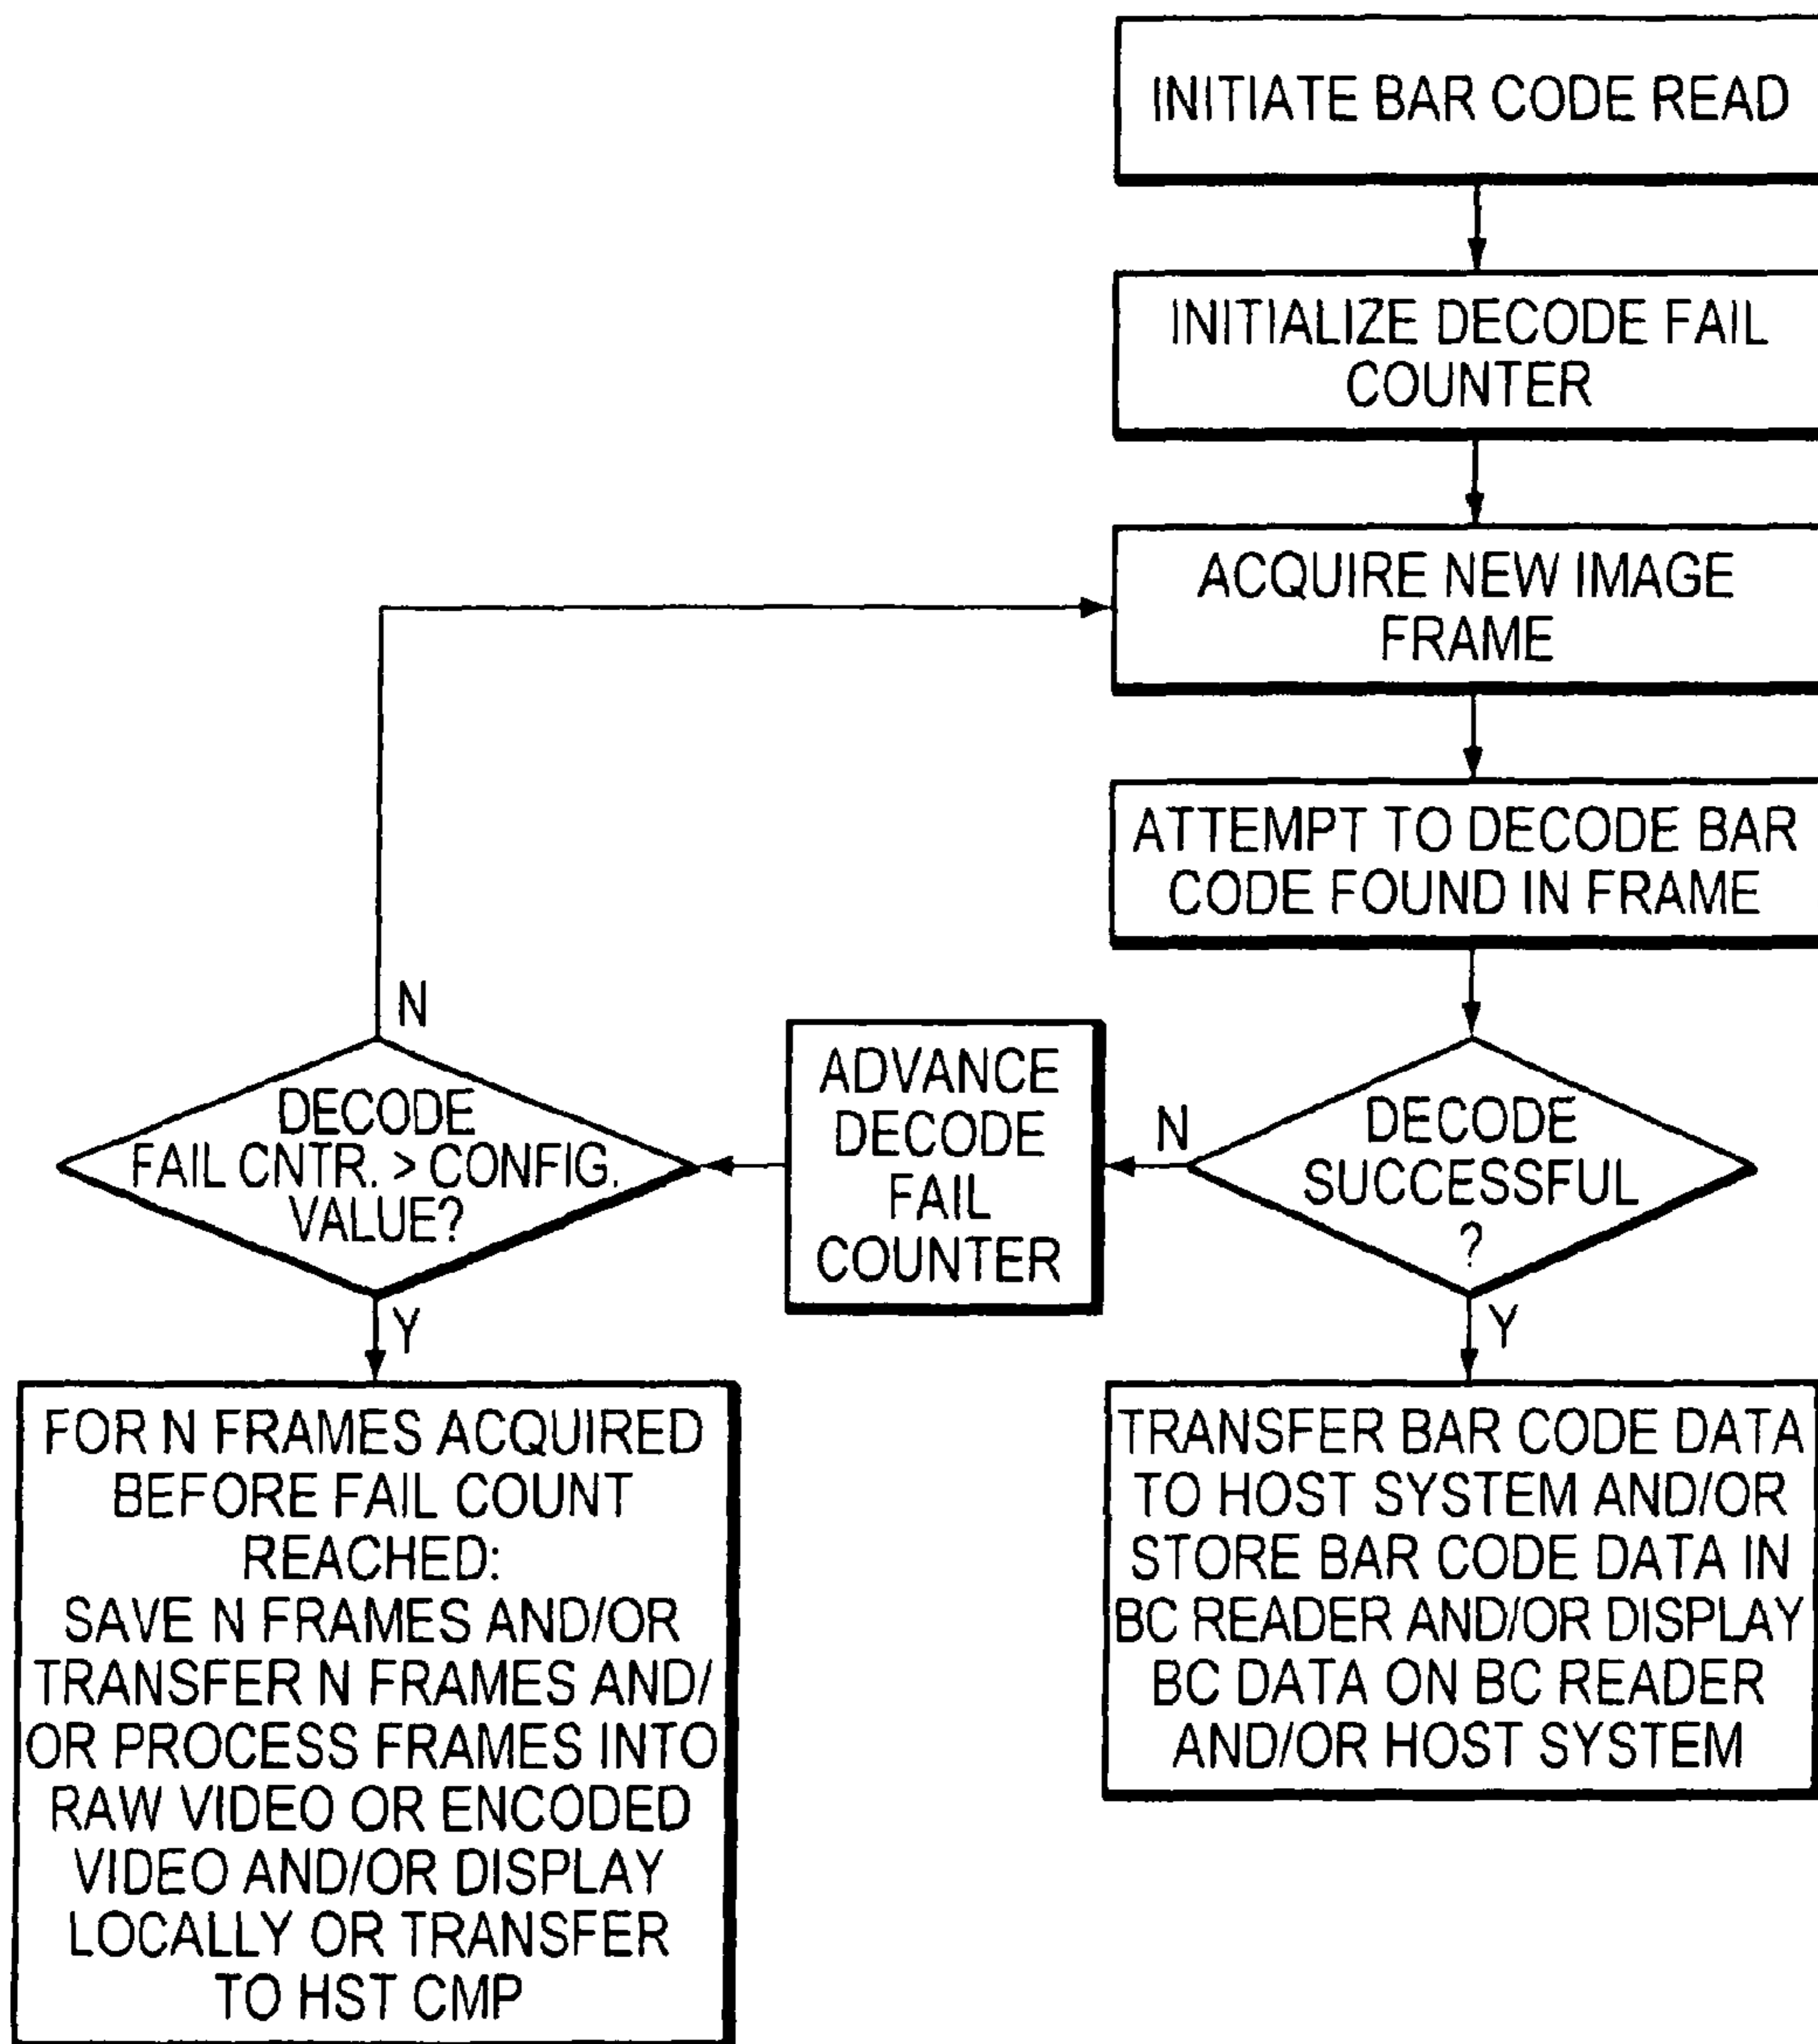 INITIATE BAR CODE READ
INITIALIZE DECODE FAIL
COUNTER
ACQUIRE NEW IMAGE
FRAME
ATTEMPT TO DECODE BAR
CODE FOUND IN FRAME
DECODE
SUCCESSFUL
?
N
Y
ADVANCE
DECODE
FAIL
COUNTER
DECODE
FAIL CNTR. > CONFIG.
VALUE?
N
Y
FOR N FRAMES ACQUIRED
BEFORE FAIL COUNT
REACHED:
SAVE N FRAMES AND/OR
TRANSFER N FRAMES AND/
OR PROCESS FRAMES INTO
RAW VIDEO OR ENCODED
VIDEO AND/OR DISPLAY
LOCALLY OR TRANSFER
TO HST CMP
TRANSFER BAR CODE DATA
TO HOST SYSTEM AND/OR
STORE BAR CODE DATA IN
BC READER AND/OR DISPLAY
BC DATA ON BC READER
AND/OR HOST SYSTEM